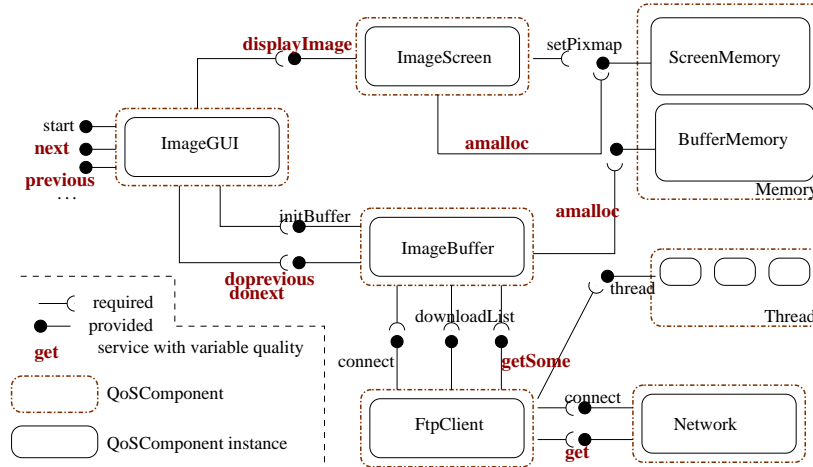 displayImage
ImageScreen
setPixmap
ScreenMemory
start
next
previous
...
ImageGUI
amalloc
BufferMemory
Memory
initBuffer
ImageBuffer
amalloc
doprevious
donext
thread
Thread
required
provided
get
service with variable quality
connect
downloadList
getSome
QoSComponent
QoSComponent instance
FtpClient
connect
get
Network